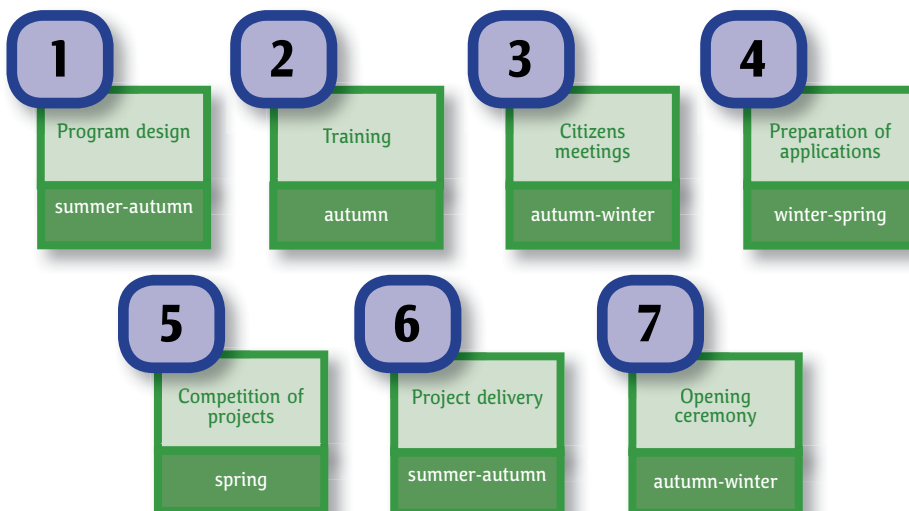 1
Program design
summer-autumn
2
Training
autumn
3
Citizens
meetings
autumn-winter
4
Preparation of
applications
winter-spring
5
Competition of
projects
spring
6
Project delivery
summer-autumn
7
Opening
ceremony
autumn-winter